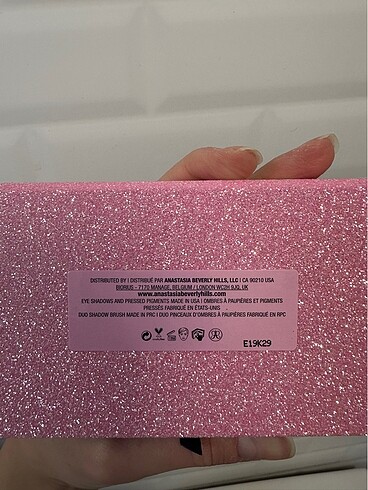 DISTRIBUTED BY | DISTRIBUÉ PAR ANASTASIA BEVERLY HILLS, LLC | CA 90210 USA
BIORIUS - 7170 MANAGE, BELGIUM / LONDON WC2H 9JQ, UK
www.anastasiabeverlyhills.com
EYE SHADOWS AND PRESSED PIGMENTS MADE IN USA | OMBRES À PAUPIÈRES ET PIGMENTS
PRESSÉS FABRIQUÉ EN ÉTATS-UNIS
DUO SHADOW BRUSH MADE IN PRC | DUO PINCEAUX D'OMBRES À PAUPIÈRES FABRIQUÉ EN RPC
E19K29